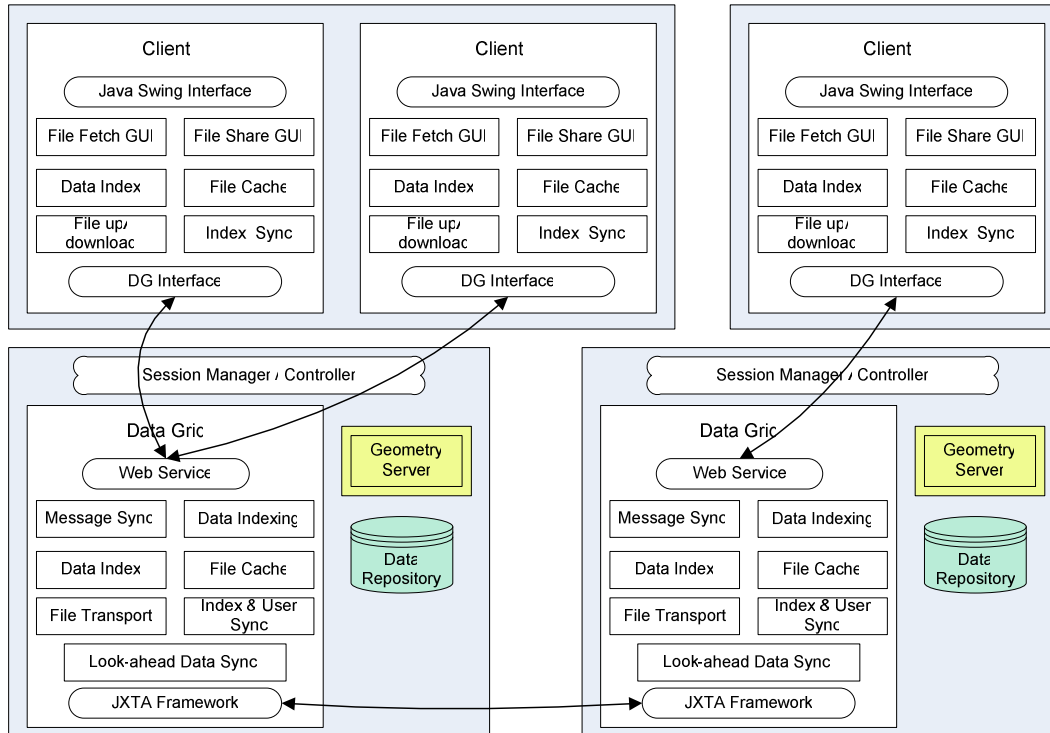 Client
Java Swing Interface
File Fetch GUI
File Share GUI
Data Index
File Cache
File up/
download
Index Sync
DG Interface
Client
Java Swing Interface
File Fetch GUI
File Share GUI
Data Index
File Cache
File up/
download
Index Sync
DG Interface
Client
Java Swing Interface
File Fetch GUI
File Share GUI
Data Index
File Cache
File up/
download
Index Sync
DG Interface
Session Manager / Controller
Data Grid
Web Service
Message Sync
Data Indexing
Data Index
File Cache
File Transport
Index & User
Sync
Look-ahead Data Sync
JXTA Framework
Geometry
Server
Data
Repository
Session Manager / Controller
Data Grid
Web Service
Message Sync
Data Indexing
Data Index
File Cache
File Transport
Index & User
Sync
Look-ahead Data Sync
JXTA Framework
Geometry
Server
Data
Repository